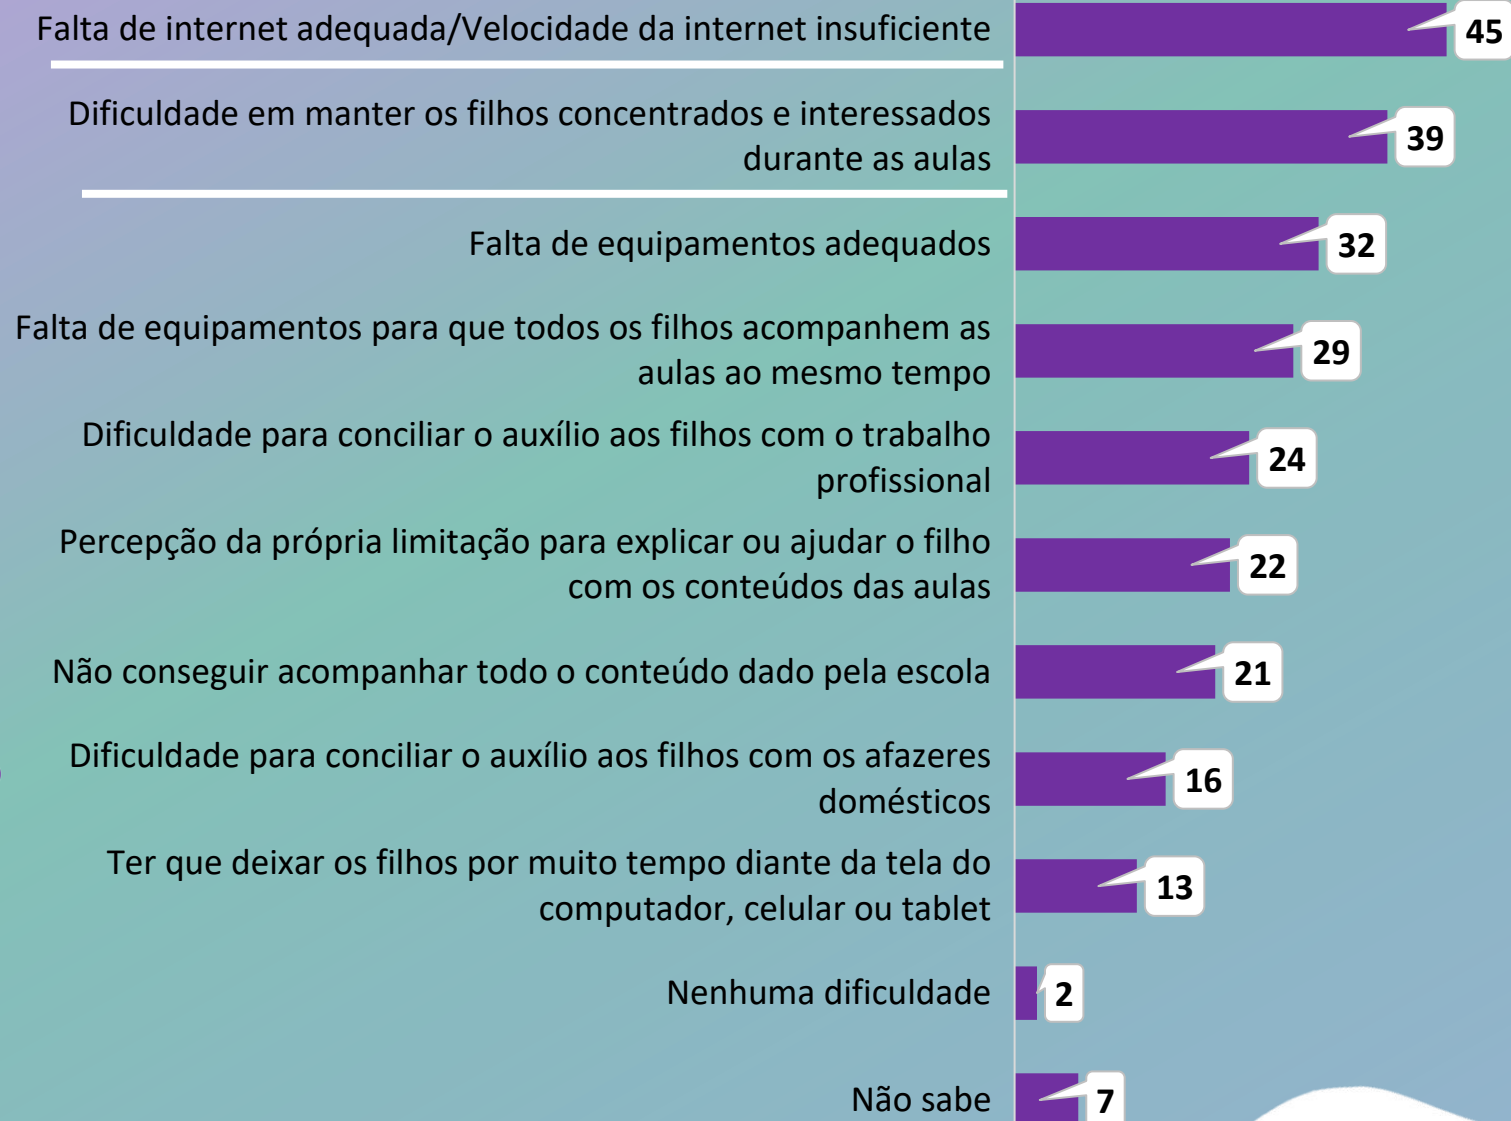 Falta de internet adequada/Velocidade da internet insuficiente
45
Dificuldade em manter os filhos concentrados e interessados
durante as aulas
39
Falta de equipamentos adequados
32
Falta de equipamentos para que todos os filhos acompanhem as
aulas ao mesmo tempo
29
Dificuldade para conciliar o auxílio aos filhos com o trabalho
profissional
24
Percepção da própria limitação para explicar ou ajudar o filho
com os conteúdos das aulas
22
Não conseguir acompanhar todo o conteúdo dado pela escola
21
Dificuldade para conciliar o auxílio aos filhos com os afazeres
domésticos
16
Ter que deixar os filhos por muito tempo diante da tela do
computador, celular ou tablet
13
Nenhuma dificuldade
2
Não sabe
7